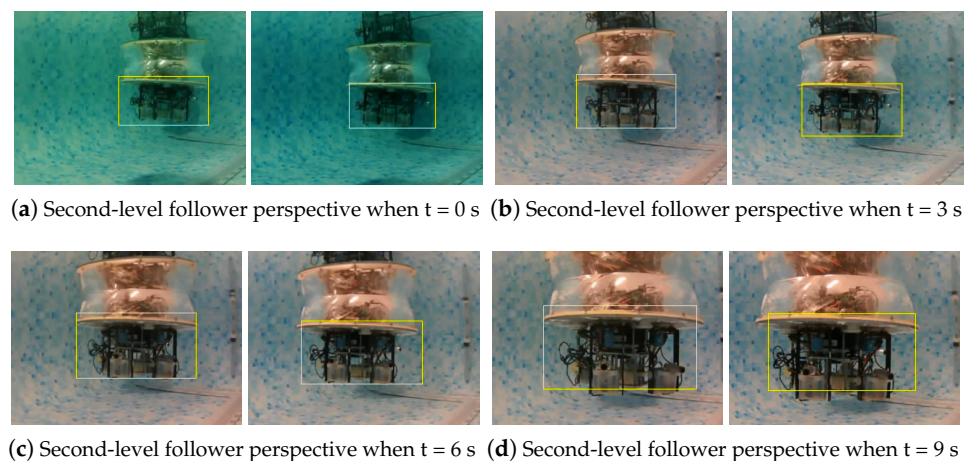 (a) Second-level follower perspective when t = 0 s
(b) Second-level follower perspective when t = 3 s
(c) Second-level follower perspective when t = 6 s
(d) Second-level follower perspective when t = 9 s